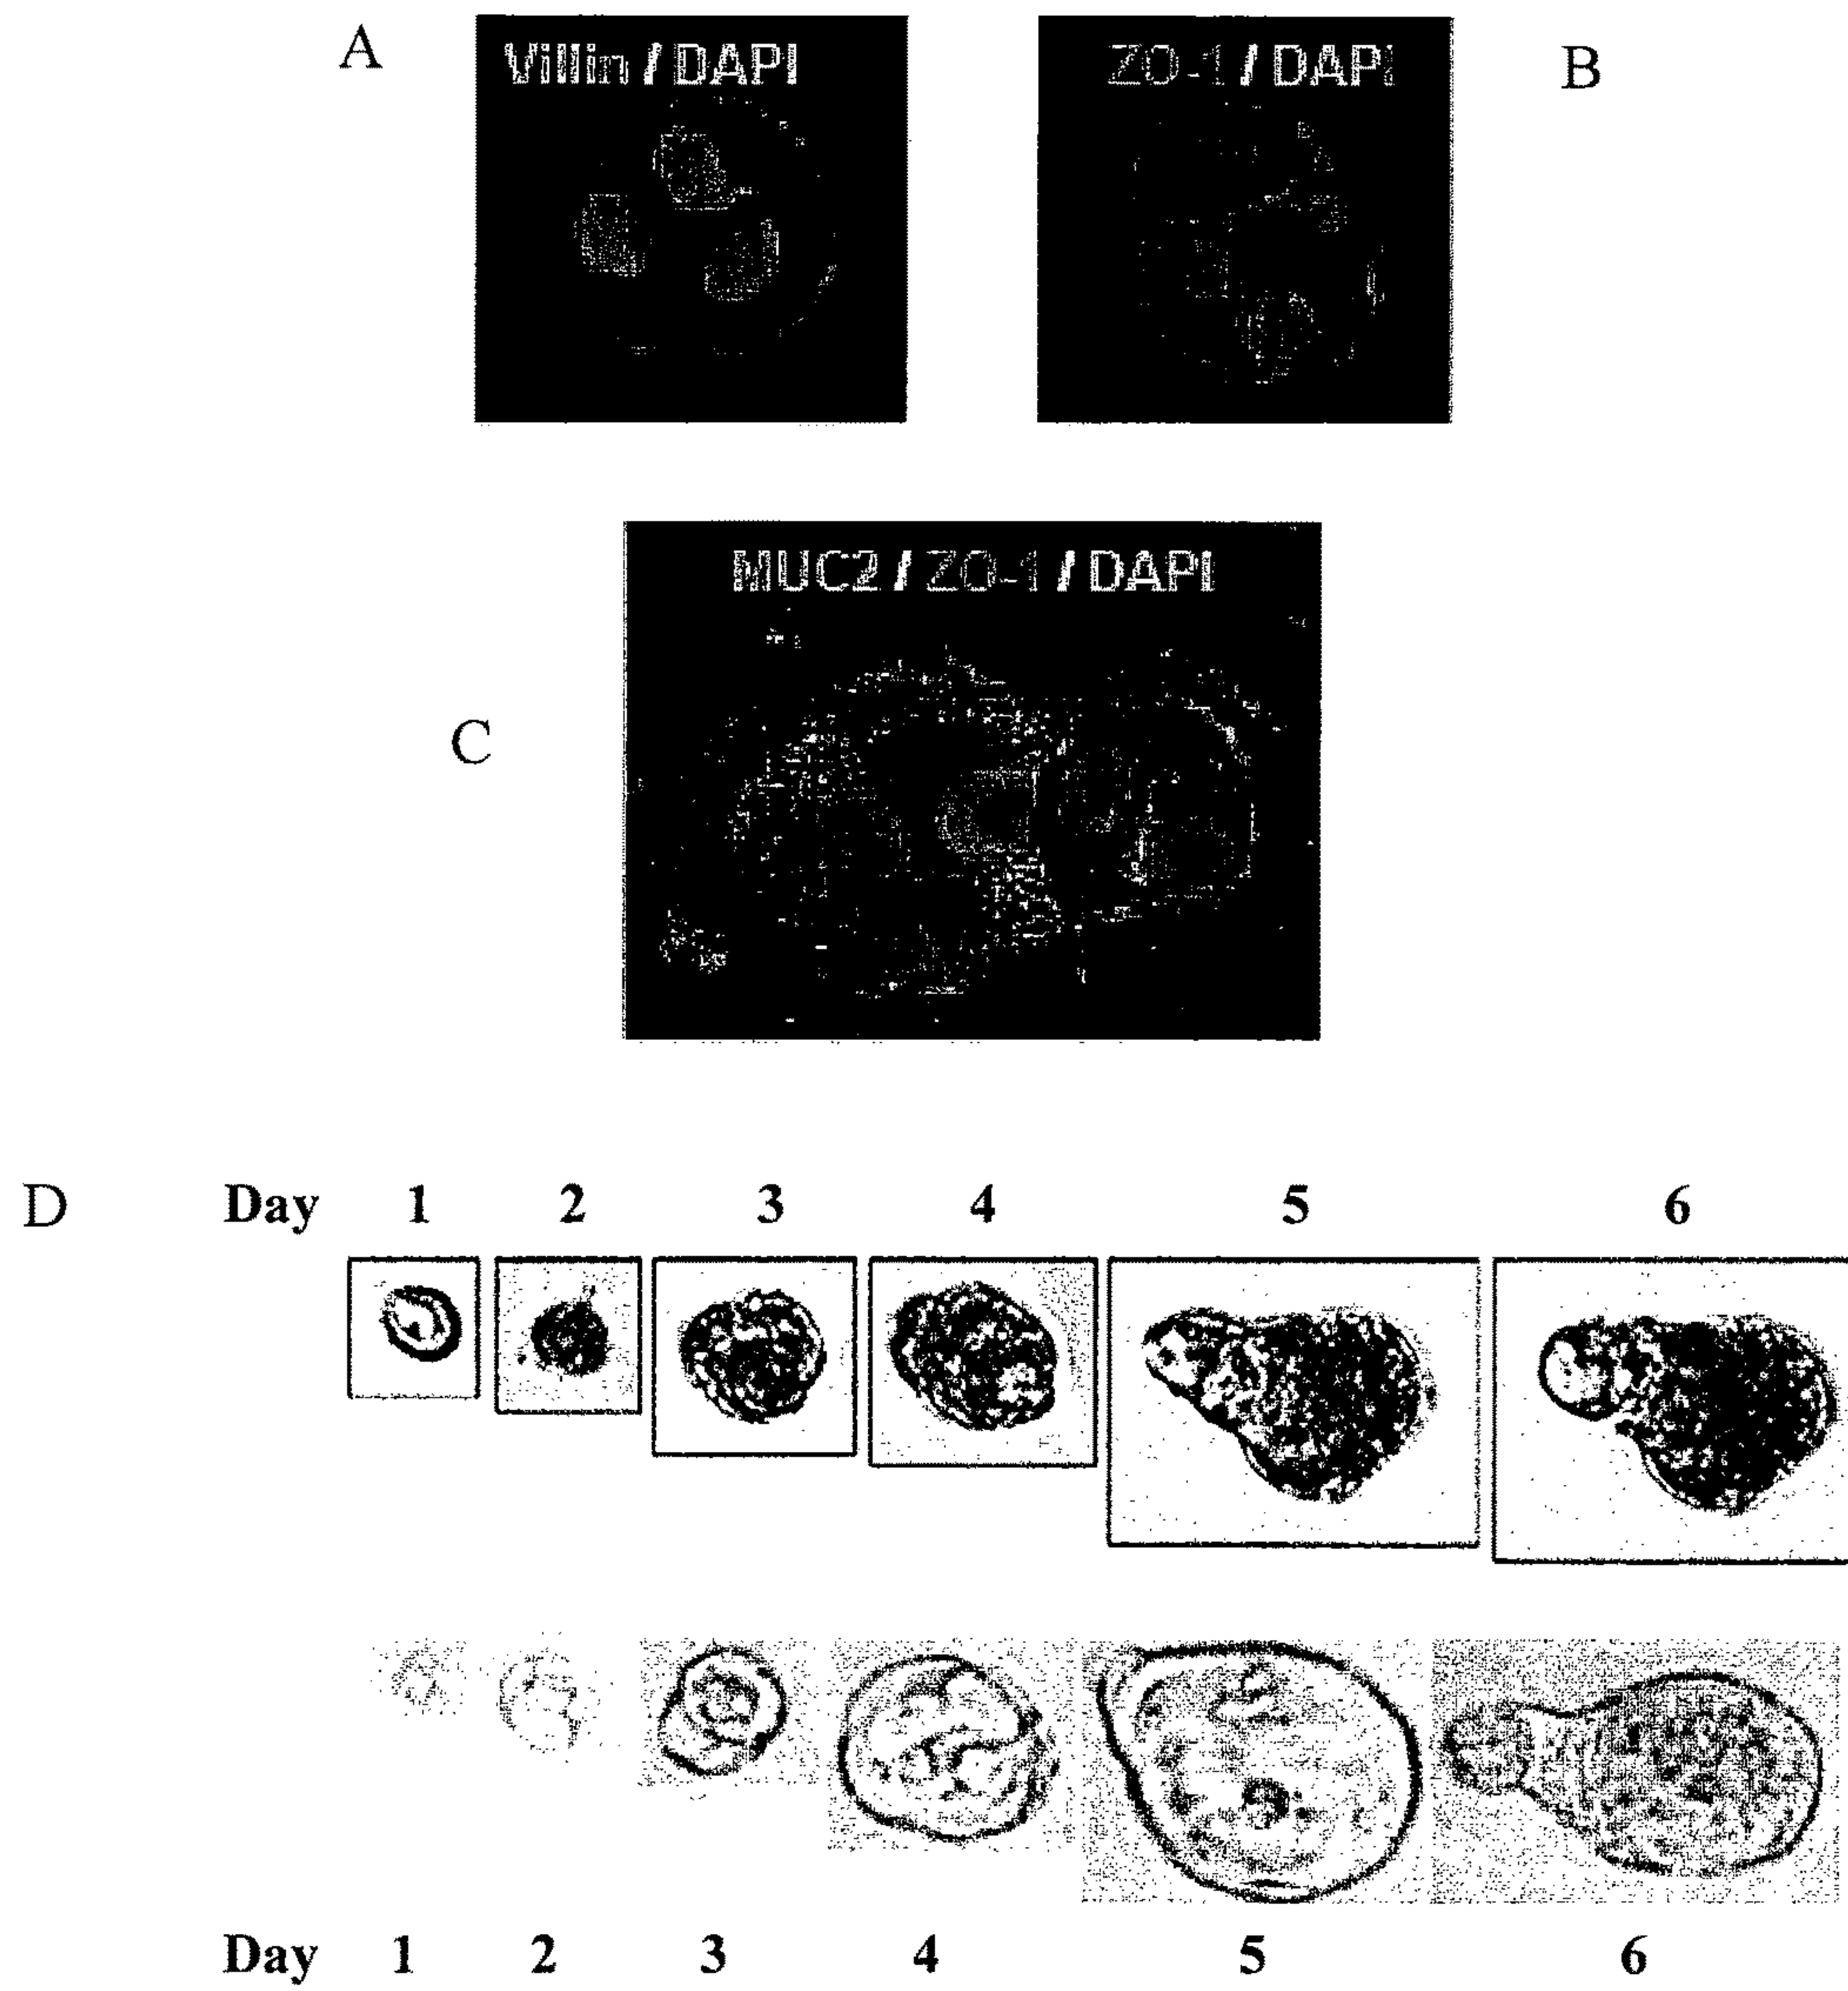 A
Villin / DAPI
ZO-1 / DAPI
B
MUC2 / ZO-1 / DAPI
C
D
Day 1 2 3 4 5 6
Day 1 2 3 4 5 6